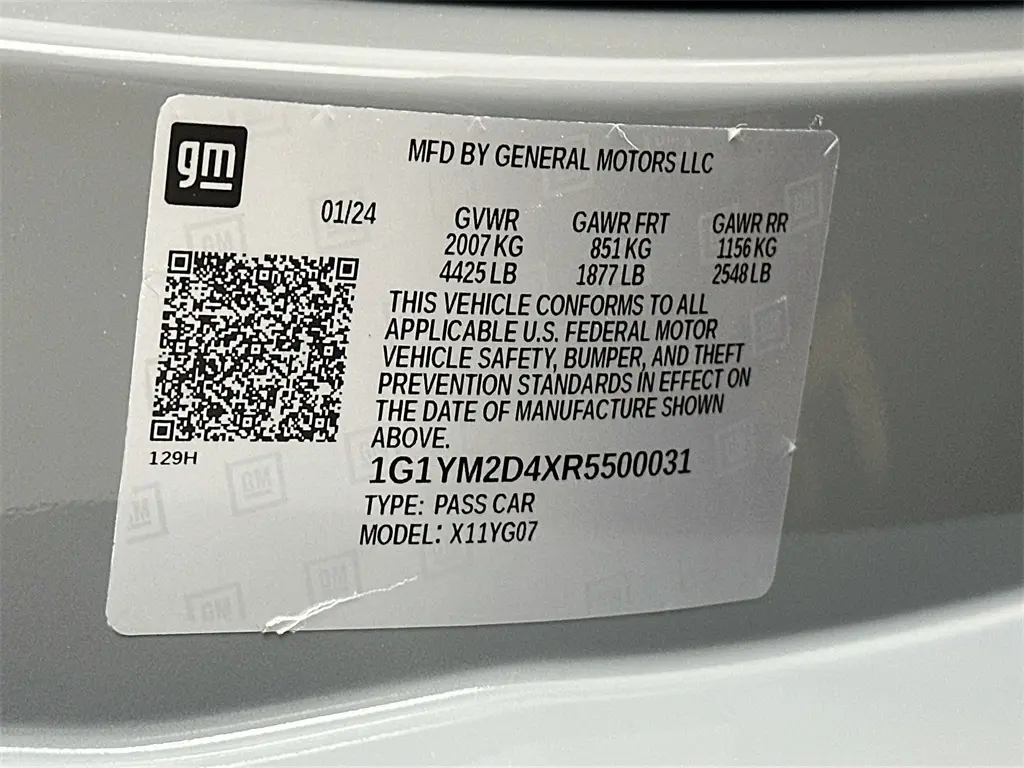 gm
MFD BY GENERAL MOTORS LLC
01/24 GVWR GAWR FRT GAWR RR
2007 KG 851 KG 1156 KG
4425 LB 1877 LB 2548 LB
THIS VEHICLE CONFORMS TO ALL
APPLICABLE U.S. FEDERAL MOTOR
VEHICLE SAFETY, BUMPER, AND THEFT
PREVENTION STANDARDS IN EFFECT ON
THE DATE OF MANUFACTURE SHOWN
ABOVE.
129H
1G1YM2D4XR5500031
TYPE: PASS CAR
MODEL: X11YG07